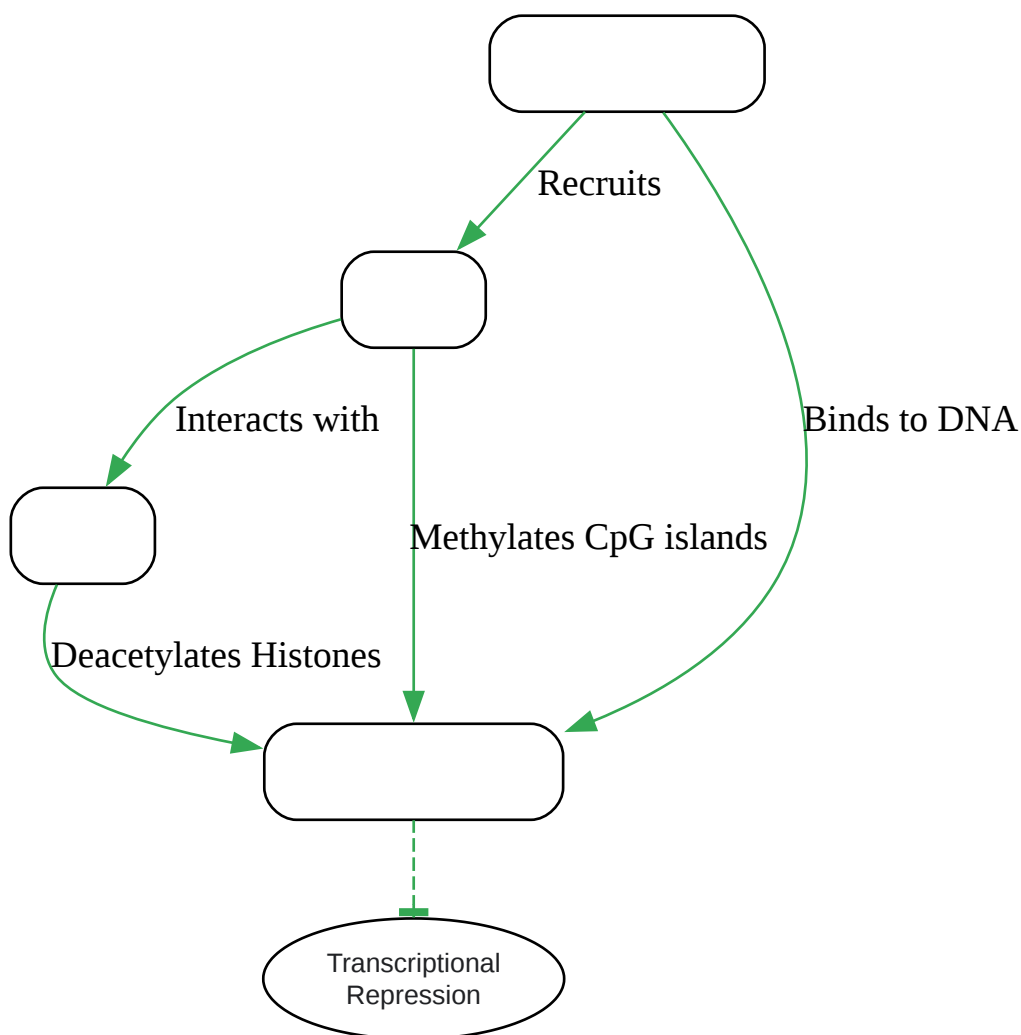 Recruits
Interacts with
Binds to DNA
Methylates CpG islands
Deacetylates Histones
Transcriptional
Repression